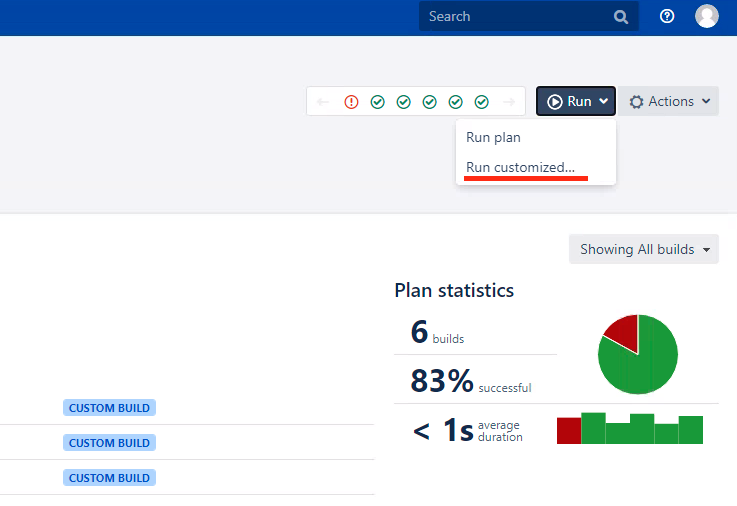 Search
Run
Actions
Run plan
Run customized...
Showing All builds
Plan statistics
6 builds
83% successful
< 1s average
duration
CUSTOM BUILD
CUSTOM BUILD
CUSTOM BUILD